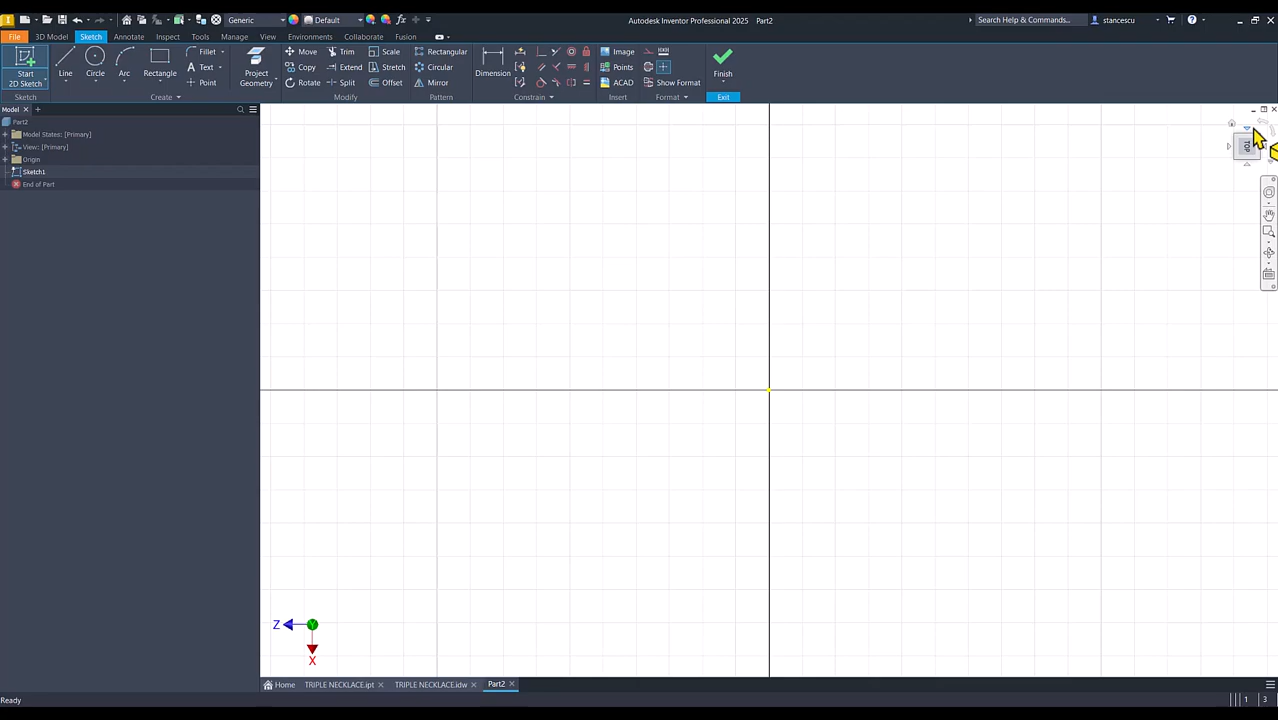 Generic
Default
Autodesk Inventor Professional 2025 Part2
Search Help & Commands...
stancescu
File 3D Model Sketch Annotate Inspect Tools Manage View Environments Collaborate Fusion
Start
2D Sketch
Line
Circle
Arc
Rectangle
Fillet
Text
Point
Project
Geometry
Move
Copy
Rotate
Trim
Extend
Split
Scale
Stretch
Offset
Rectangular
Circular
Mirror
Dimension
Image
Points
ACAD
Show Format
Finish
Sketch Create Modify Pattern Constrain Insert Format Exit
Model
Part2
Model States: [Primary]
View: [Primary]
Origin
Sketch1
End of Part
TOP
Z
Y
X
Home TRIPLE NECKLACE.ipt TRIPLE NECKLACE.idw Part2
Ready
1 3